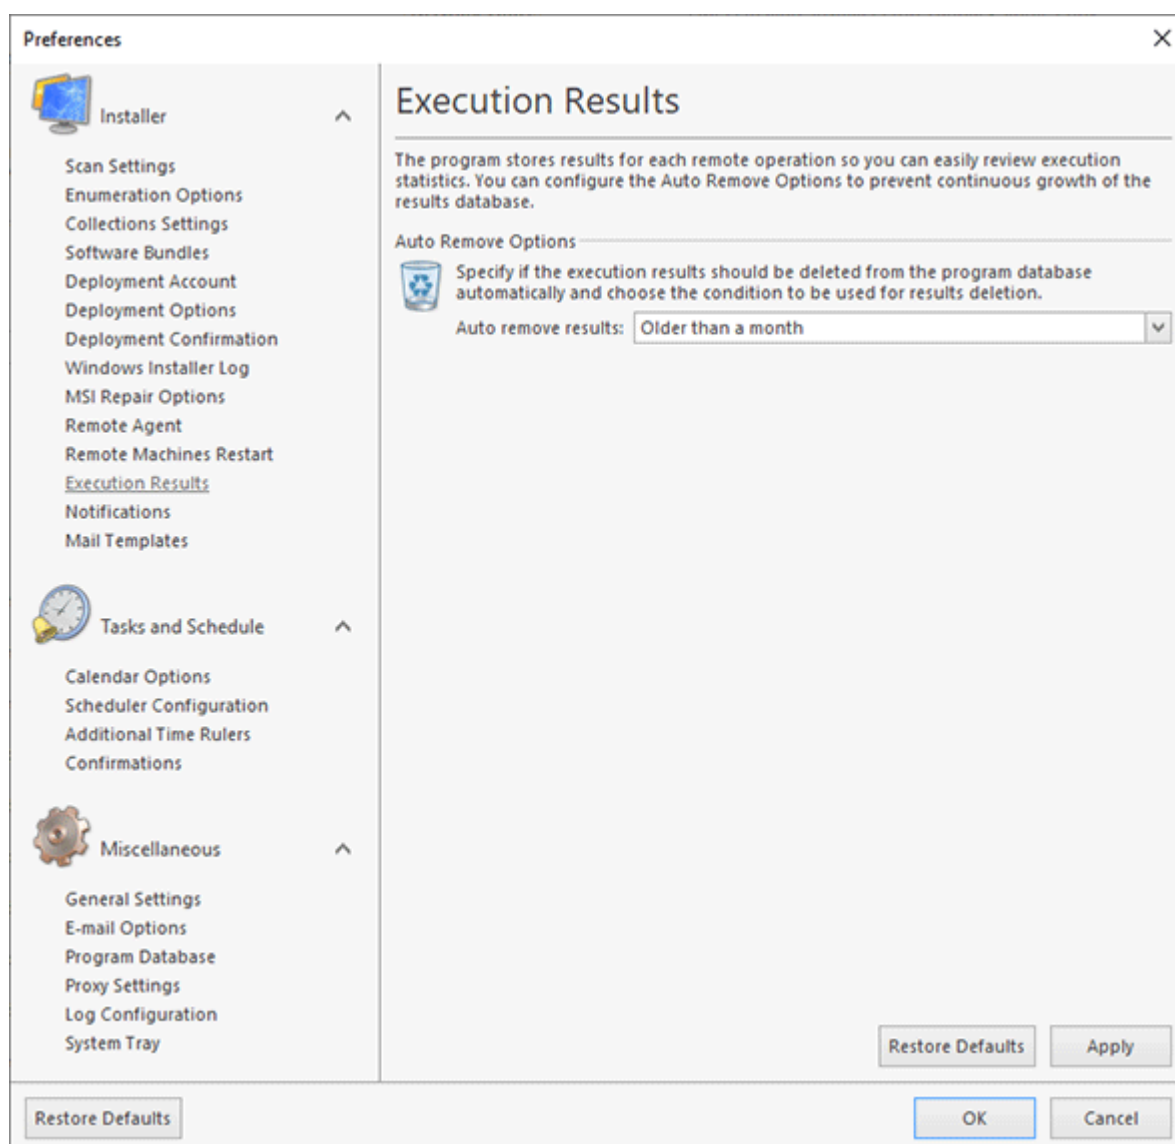 Preferences
Installer
Scan Settings
Enumeration Options
Collections Settings
Software Bundles
Deployment Account
Deployment Options
Deployment Confirmation
Windows Installer Log
MSI Repair Options
Remote Agent
Remote Machines Restart
Execution Results
Notifications
Mail Templates
Tasks and Schedule
Calendar Options
Scheduler Configuration
Additional Time Rulers
Confirmations
Miscellaneous
General Settings
E-mail Options
Program Database
Proxy Settings
Log Configuration
System Tray
Execution Results
The program stores results for each remote operation so you can easily review execution
statistics. You can configure the Auto Remove Options to prevent continuous growth of the
results database.
Auto Remove Options
Specify if the execution results should be deleted from the program database
automatically and choose the condition to be used for results deletion.
Auto remove results: Older than a month
Restore Defaults Apply
Restore Defaults OK Cancel